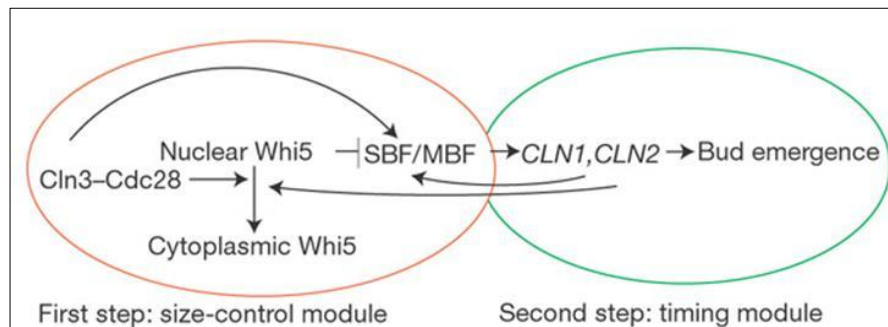 Nuclear Whi5 SBF/MBF CLN1,CLN2 Bud emergence
Cln3–Cdc28
Cytoplasmic Whi5
First step: size-control module Second step: timing module